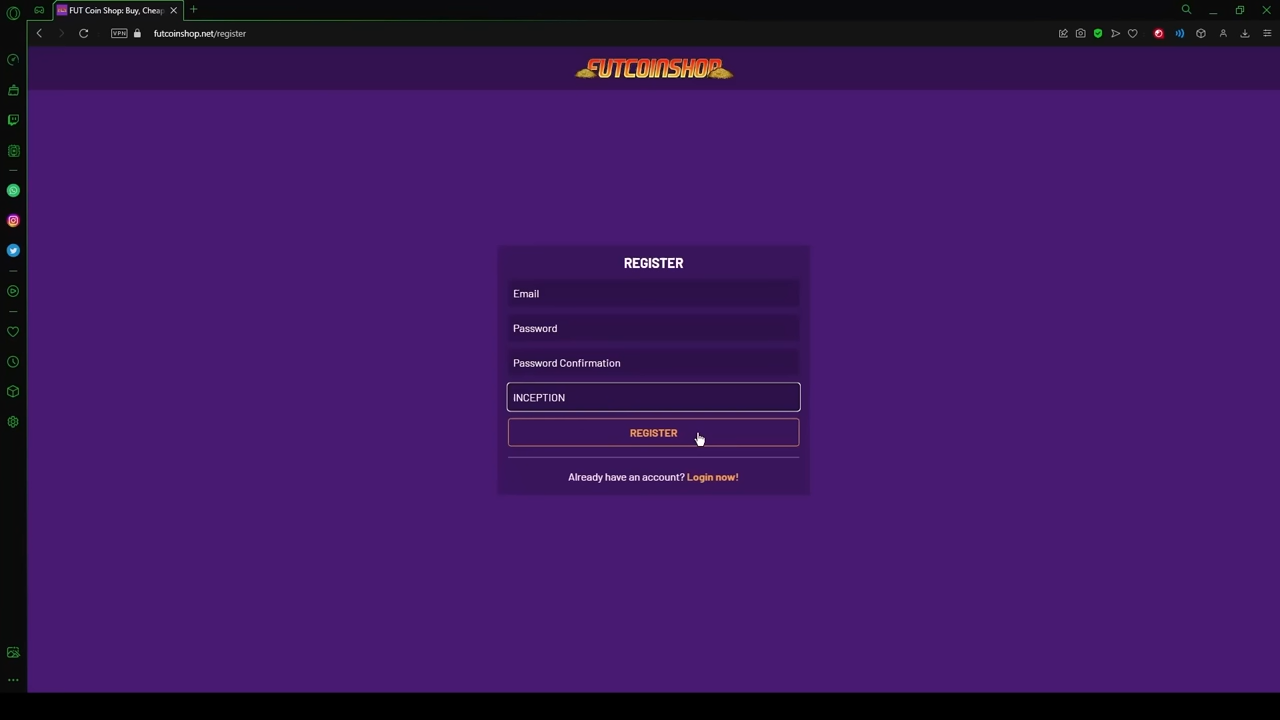 FUT Coin Shop: Buy, Cheap
VPN
futcoinshop.net/register
FUTCOINSHOP
REGISTER
Email
Password
Password Confirmation
INCEPTION
REGISTER
Already have an account? Login now!